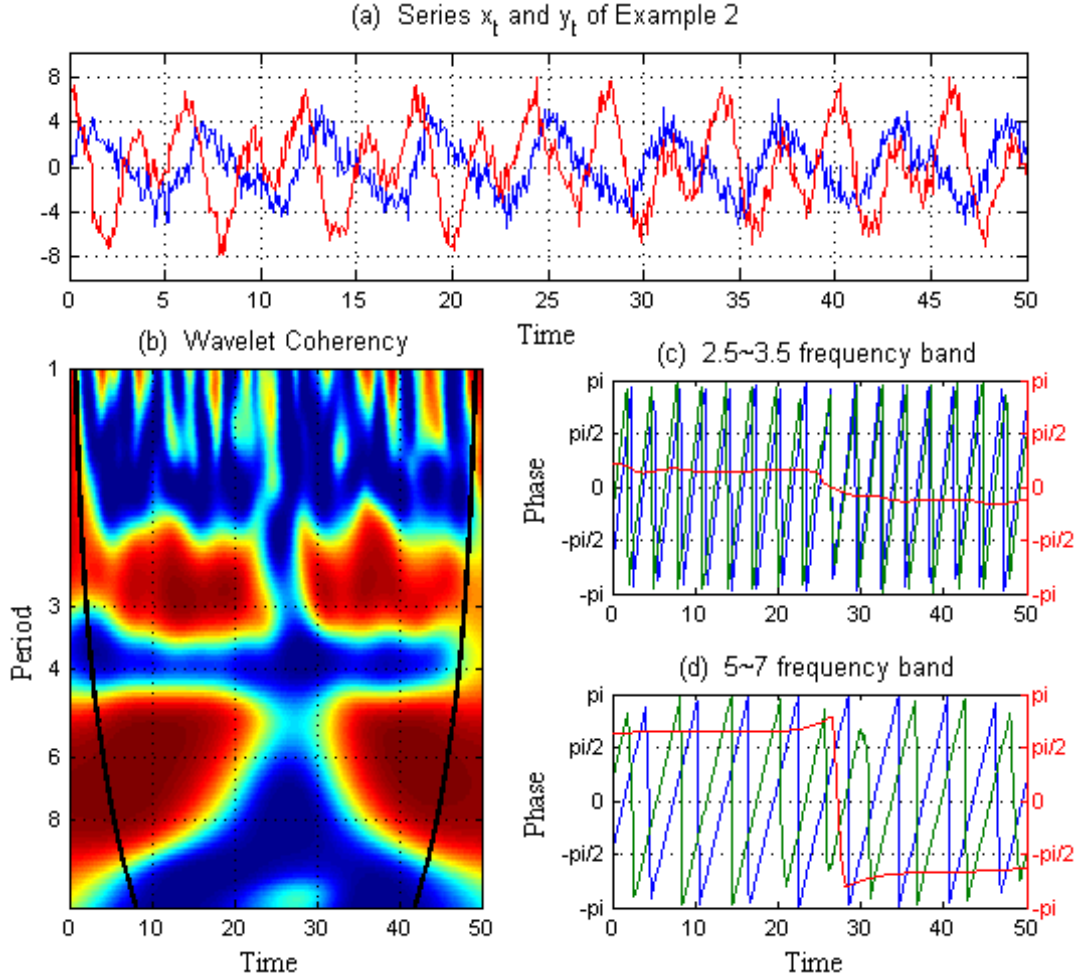 (a) Series x_t and y_t of Example 2
8
4
0
-4
-8
0 5 10 15 20 25 30 35 40 45 50
Time
(b) Wavelet Coherency
Period
1
3
4
6
8
0 10 20 30 40 50
Time
(c) 2.5~3.5 frequency band
Phase
pi pi
pi/2 pi/2
0 0
-pi/2 -pi/2
-pi -pi
0 10 20 30 40 50
(d) 5~7 frequency band
Phase
pi pi
pi/2 pi/2
0 0
-pi/2 -pi/2
-pi -pi
0 10 20 30 40 50
Time